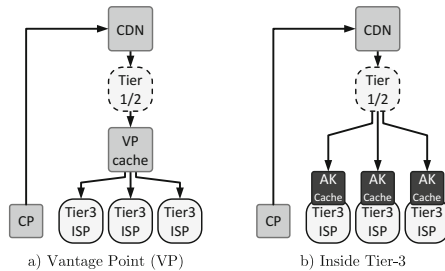 CDN
Tier
1/2
VP
cache
CP
Tier3
ISP
Tier3
ISP
Tier3
ISP
a) Vantage Point (VP)
CDN
Tier
1/2
AK
Cache
AK
Cache
AK
Cache
CP
Tier3
ISP
Tier3
ISP
Tier3
ISP
b) Inside Tier-3